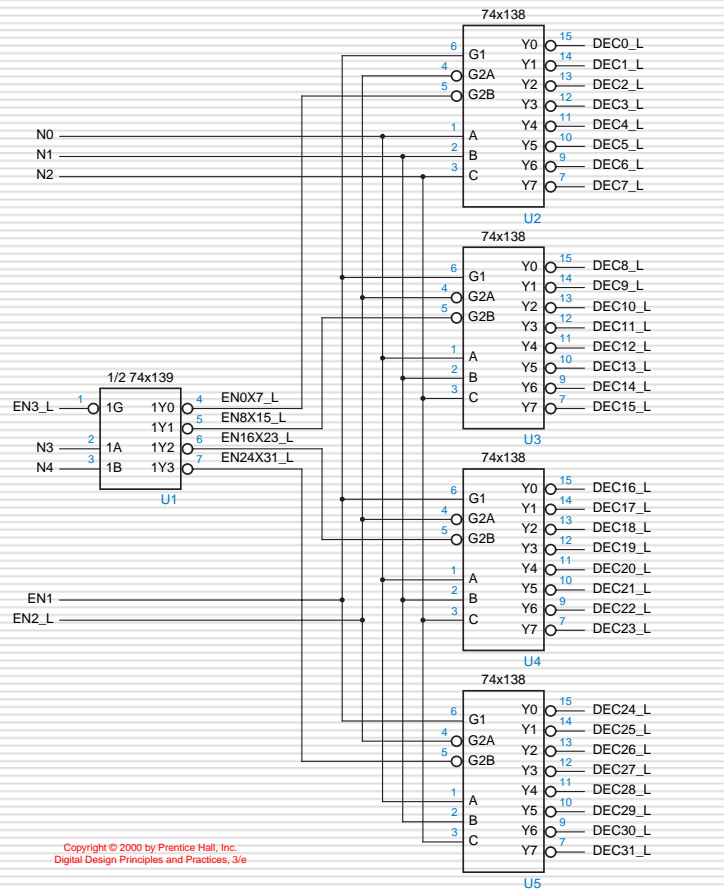 74x138
6 G1
4 G2A
5 G2B
1 A
2 B
3 C
Y0 15 DEC0_L
Y1 14 DEC1_L
Y2 13 DEC2_L
Y3 12 DEC3_L
Y4 11 DEC4_L
Y5 10 DEC5_L
Y6 9 DEC6_L
Y7 7 DEC7_L
U2
N0
N1
N2
74x138
6 G1
4 G2A
5 G2B
1 A
2 B
3 C
Y0 15 DEC8_L
Y1 14 DEC9_L
Y2 13 DEC10_L
Y3 12 DEC11_L
Y4 11 DEC12_L
Y5 10 DEC13_L
Y6 9 DEC14_L
Y7 7 DEC15_L
U3
1/2 74x139
EN3_L 1 1G
N3 2 1A
N4 3 1B
1Y0 4 EN0X7_L
1Y1 5 EN8X15_L
1Y2 6 EN16X23_L
1Y3 7 EN24X31_L
U1
74x138
6 G1
4 G2A
5 G2B
1 A
2 B
3 C
Y0 15 DEC16_L
Y1 14 DEC17_L
Y2 13 DEC18_L
Y3 12 DEC19_L
Y4 11 DEC20_L
Y5 10 DEC21_L
Y6 9 DEC22_L
Y7 7 DEC23_L
U4
EN1
EN2_L
74x138
6 G1
4 G2A
5 G2B
1 A
2 B
3 C
Y0 15 DEC24_L
Y1 14 DEC25_L
Y2 13 DEC26_L
Y3 12 DEC27_L
Y4 11 DEC28_L
Y5 10 DEC29_L
Y6 9 DEC30_L
Y7 7 DEC31_L
U5
Copyright © 2000 by Prentice Hall, Inc.
Digital Design Principles and Practices, 3/e